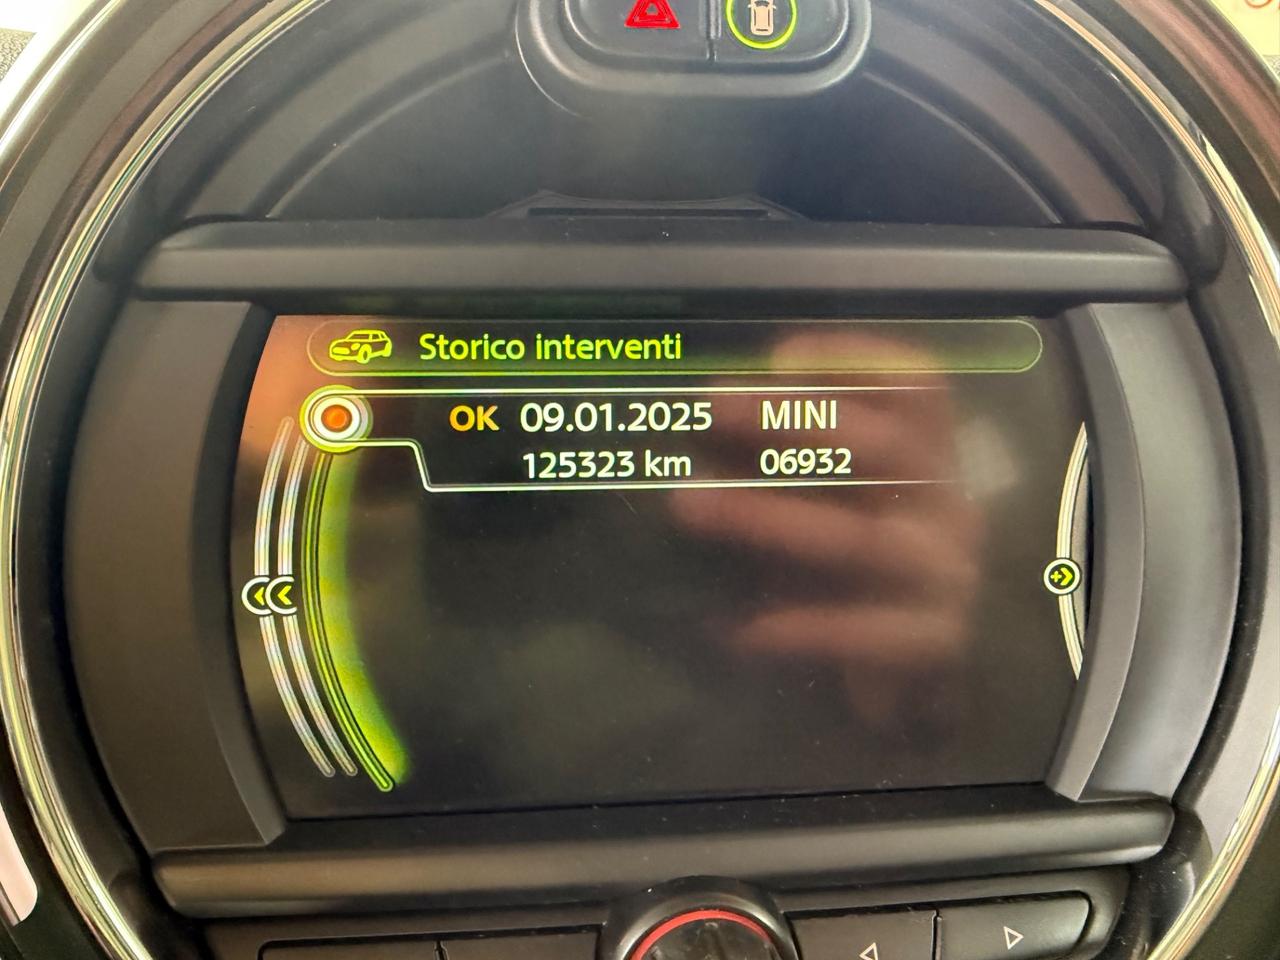 Storico interventi
OK 09.01.2025 MINI
125323 km 06932